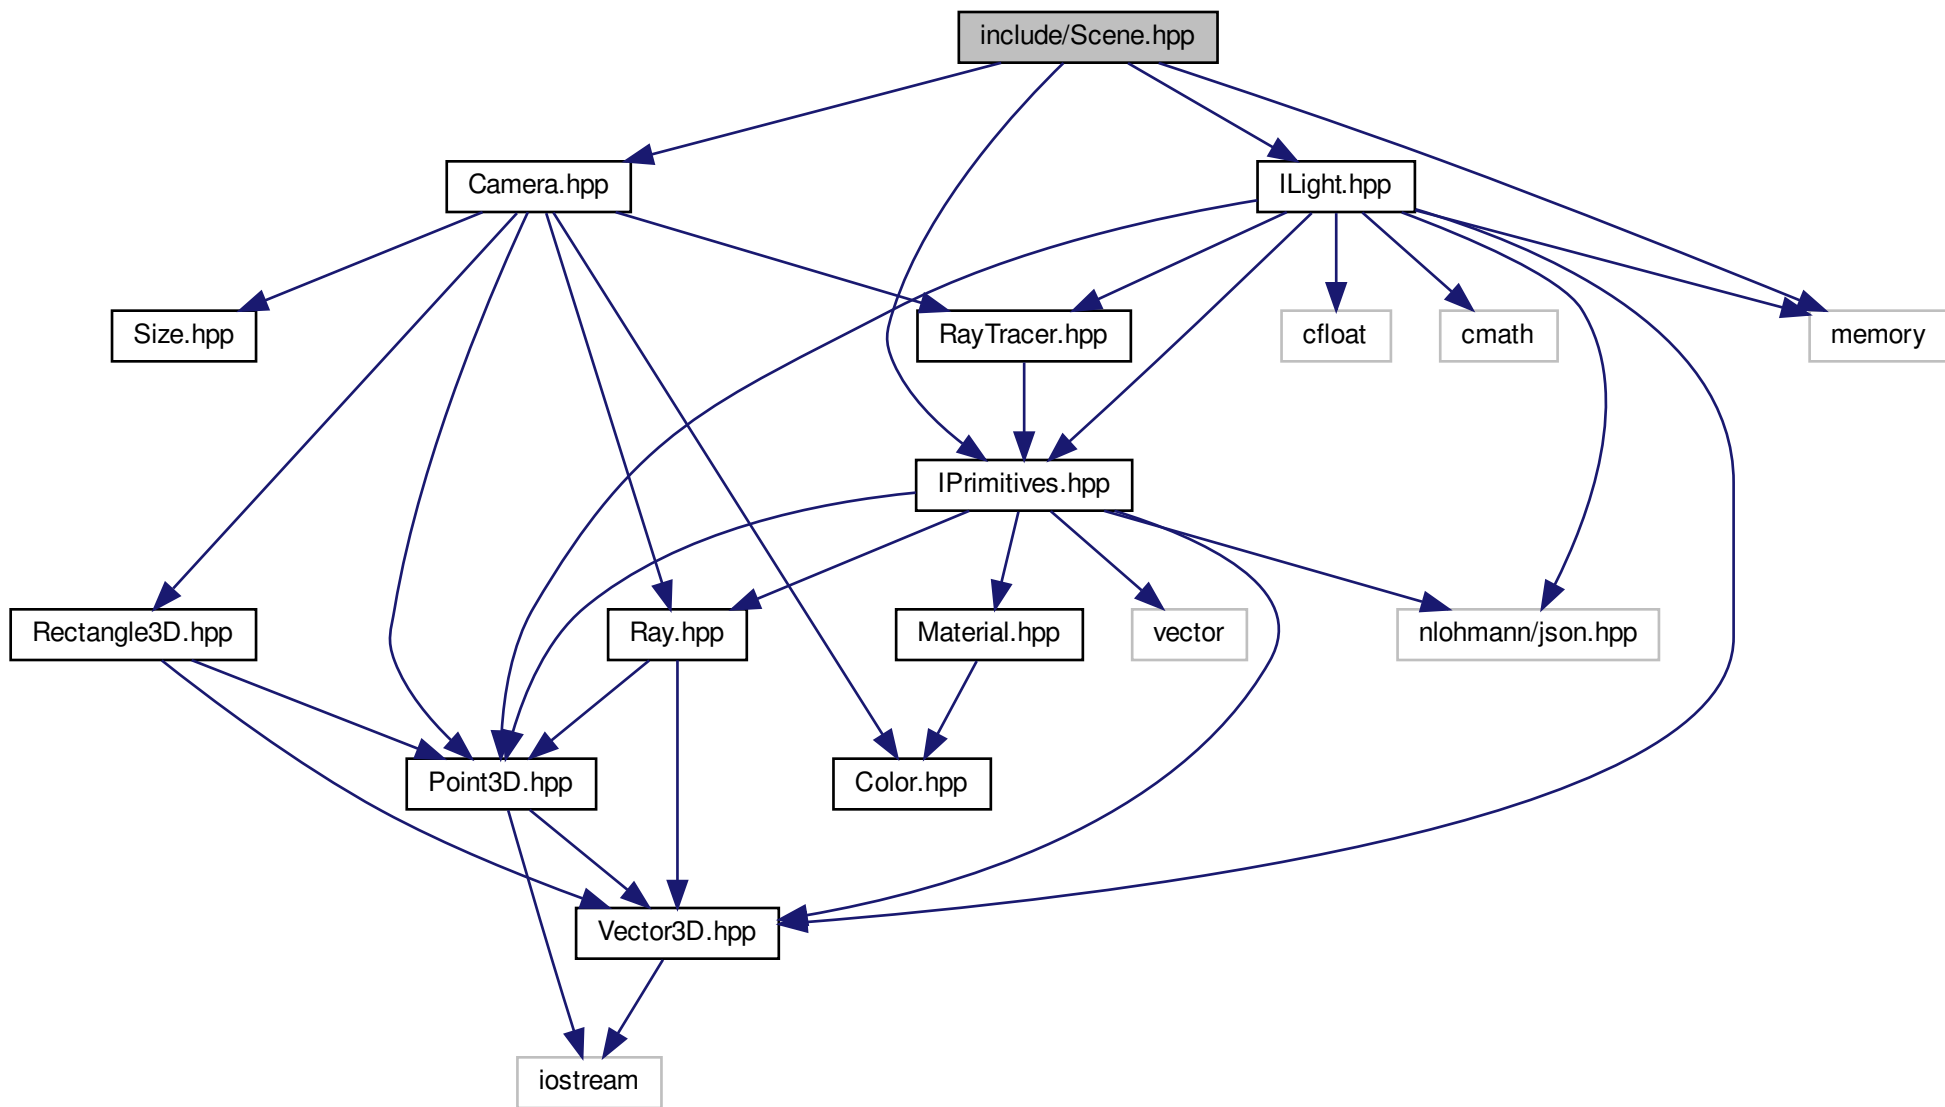 include/Scene.hpp
Camera.hpp
ILight.hpp
Size.hpp
RayTracer.hpp
cfloat
cmath
memory
IPrimitives.hpp
Rectangle3D.hpp
Ray.hpp
Material.hpp
vector
nlohmann/json.hpp
Point3D.hpp
Color.hpp
Vector3D.hpp
iostream